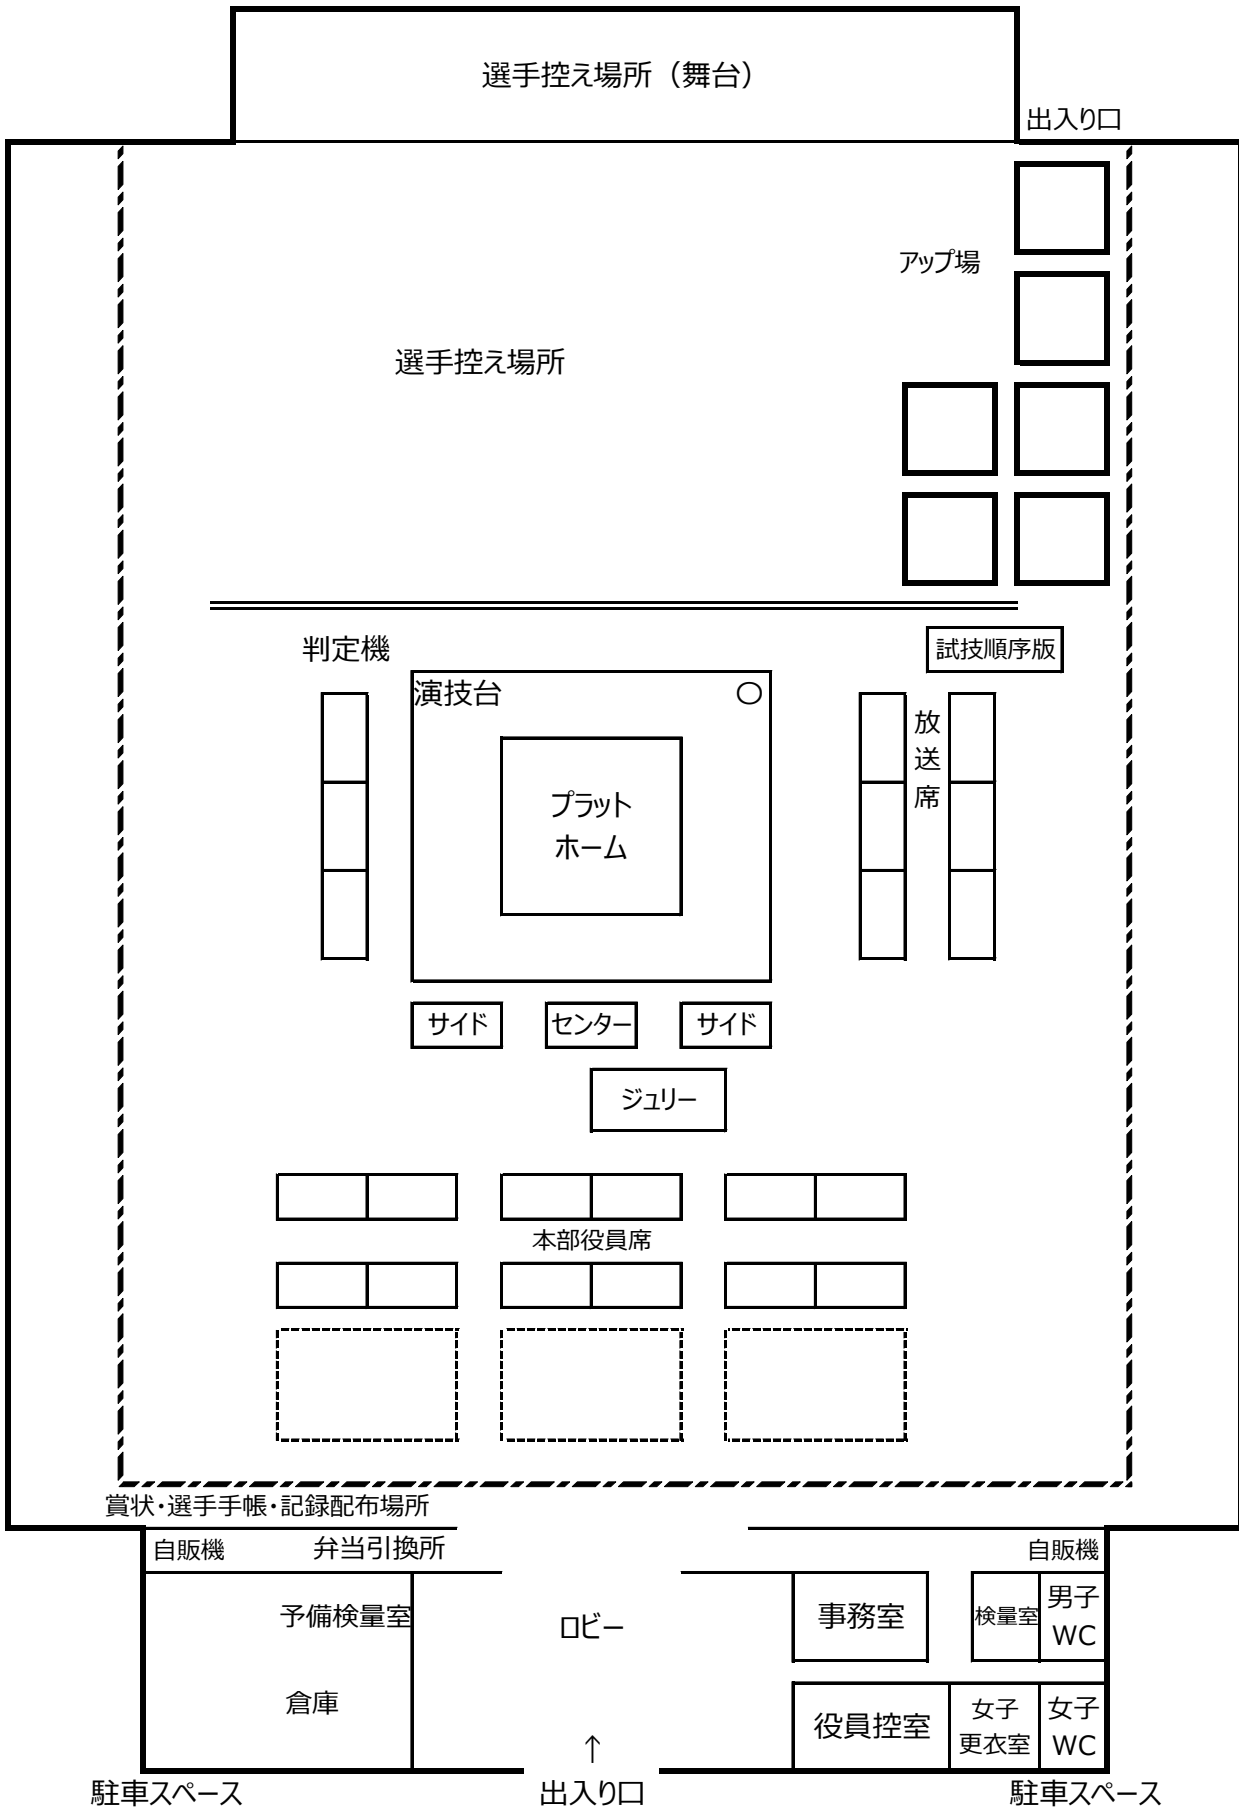 選手控え場所（舞台）
出入り口
アップ場
選手控え場所
判定機
試技順序版
演技台
○
放送席
プラット
ホーム
サイド
センター
サイド
ジュリー
本部役員席
賞状・選手手帳・記録配布場所
自販機
弁当引換所
自販機
予備検量室
ロビー
事務室
検量室
男子
WC
倉庫
役員控室
女子
更衣室
女子
WC
↑
駐車スペース
出入り口
駐車スペース